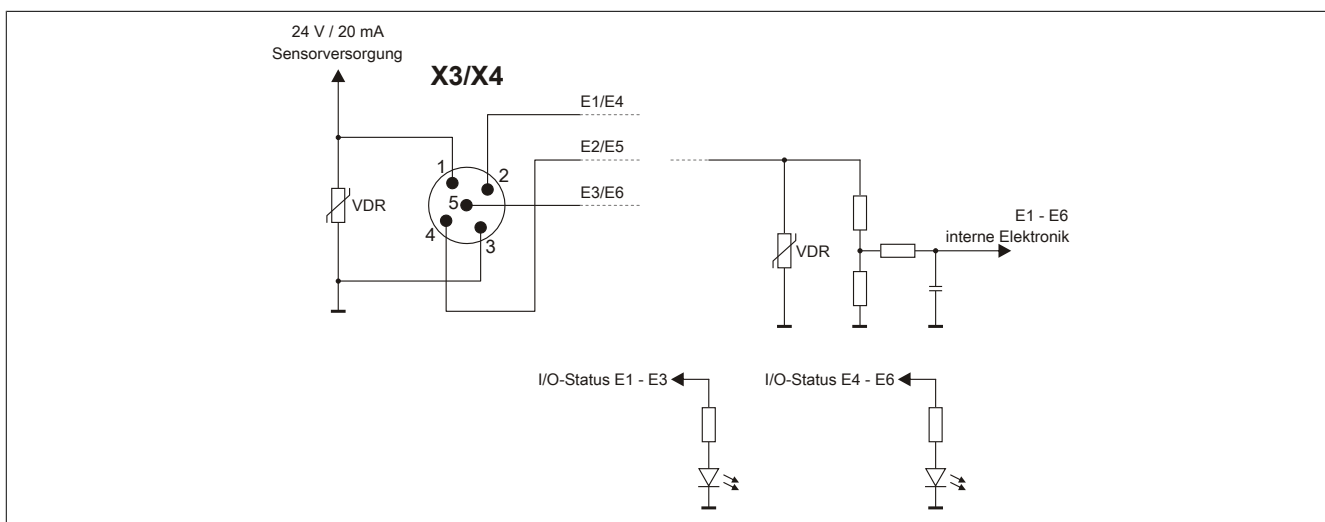 24 V / 20 mA
Sensorversorgung
X3/X4
E1/E4
E2/E5
1
2
5
E3/E6
VDR
4
3
E1 - E6
interne Elektronik
VDR
I/O-Status E1 - E3
I/O-Status E4 - E6